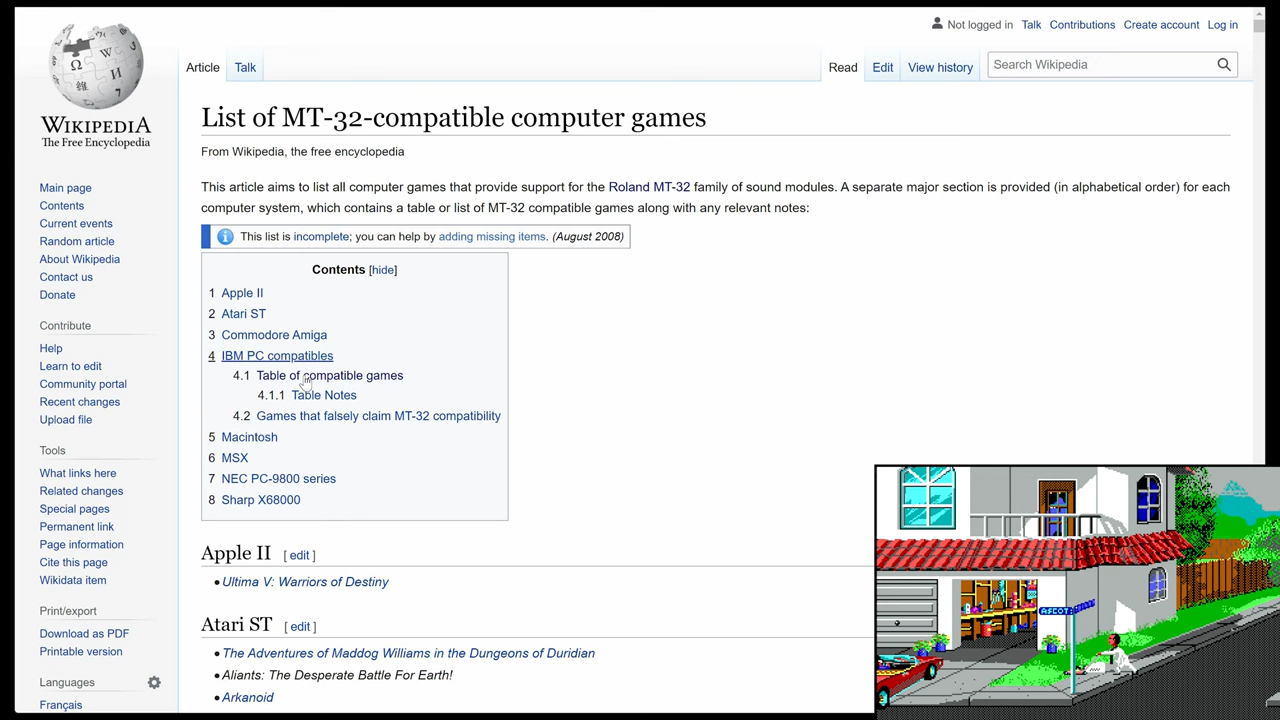 Not logged in Talk Contributions Create account Log in
Article Talk Read Edit View history Search Wikipedia
WIKIPEDIA
The Free Encyclopedia
Main page
Contents
Current events
Random article
About Wikipedia
Contact us
Donate
Contribute
Help
Learn to edit
Community portal
Recent changes
Upload file
Tools
What links here
Related changes
Special pages
Permanent link
Page information
Cite this page
Wikidata item
Print/export
Download as PDF
Printable version
Languages
Français
List of MT-32-compatible computer games
From Wikipedia, the free encyclopedia
This article aims to list all computer games that provide support for the Roland MT-32 family of sound modules. A separate major section is provided (in alphabetical order) for each
computer system, which contains a table or list of MT-32 compatible games along with any relevant notes:
This list is incomplete; you can help by adding missing items. (August 2008)
Contents [hide]
1 Apple II
2 Atari ST
3 Commodore Amiga
4 IBM PC compatibles
4.1 Table of compatible games
4.1.1 Table Notes
4.2 Games that falsely claim MT-32 compatibility
5 Macintosh
6 MSX
7 NEC PC-9800 series
8 Sharp X68000
Apple II [ edit ]
• Ultima V: Warriors of Destiny
Atari ST [ edit ]
• The Adventures of Maddog Williams in the Dungeons of Duridian
• Aliants: The Desperate Battle For Earth!
• Arkanoid
ASCOT